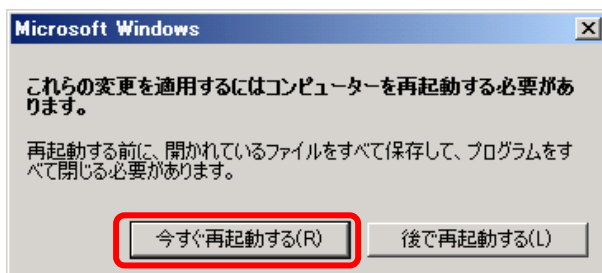 Microsoft Windows
これらの変更を適用するにはコンピューターを再起動する必要があ
ります。
再起動する前に、開かれているファイルをすべて保存して、プログラムをす
べて閉じる必要があります。
今すぐ再起動する(R)
後で再起動する(L)